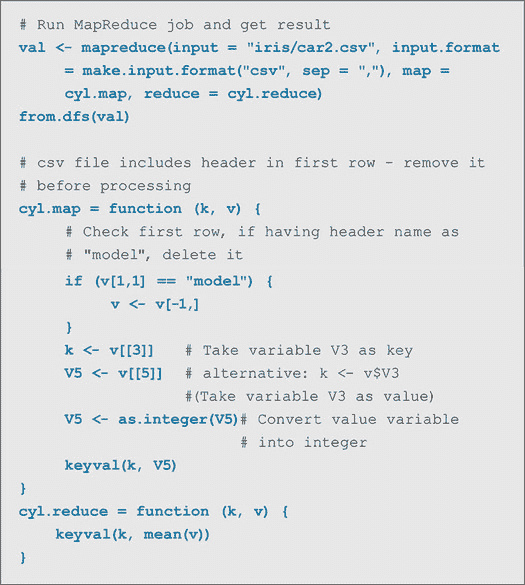 # Run MapReduce job and get result
val <- mapreduce(input = "iris/car2.csv", input.format
= make.input.format("csv", sep = ","), map =
cyl.map, reduce = cyl.reduce)
from.dfs(val)
# csv file includes header in first row - remove it
# before processing
cyl.map = function (k, v) {
# Check first row, if having header name as
# "model", delete it
if (v[1,1] == "model") {
v <- v[-1,]
}
k <- v[[3]] # Take variable V3 as key
V5 <- v[[5]] # alternative: k <- v$V3
#(Take variable V3 as value)
V5 <- as.integer(V5)# Convert value variable
# into integer
keyval(k, V5)
}
cyl.reduce = function (k, v) {
keyval(k, mean(v))
}